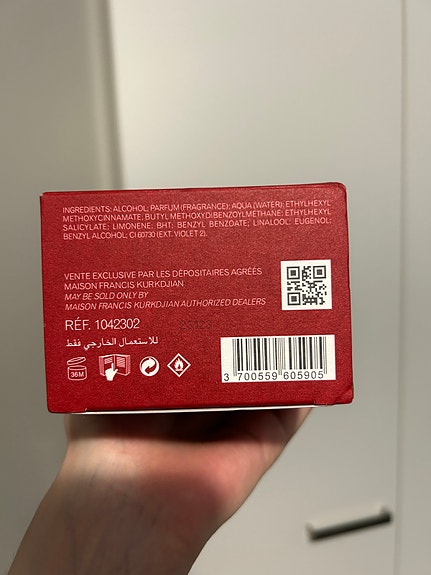 INGREDIENTS: ALCOHOL; PARFUM (FRAGRANCE); AQUA (WATER); ETHYLHEXYL
METHOXYCINNAMATE; BUTYL METHOXYDIBENZOYLMETHANE; ETHYLHEXYL
SALICYLATE; LIMONENE; BHT; BENZYL BENZOATE; LINALOOL; EUGENOL;
BENZYL ALCOHOL; CI 60730 (EXT. VIOLET 2).
VENTE EXCLUSIVE PAR LES DÉPOSITAIRES AGRÉÉS
MAISON FRANCIS KURKDJIAN
MAY BE SOLD ONLY BY
MAISON FRANCIS KURKDJIAN AUTHORIZED DEALERS
RÉF. 1042302
للاستعمال الخارجي فقط
36M
3 700559 605905